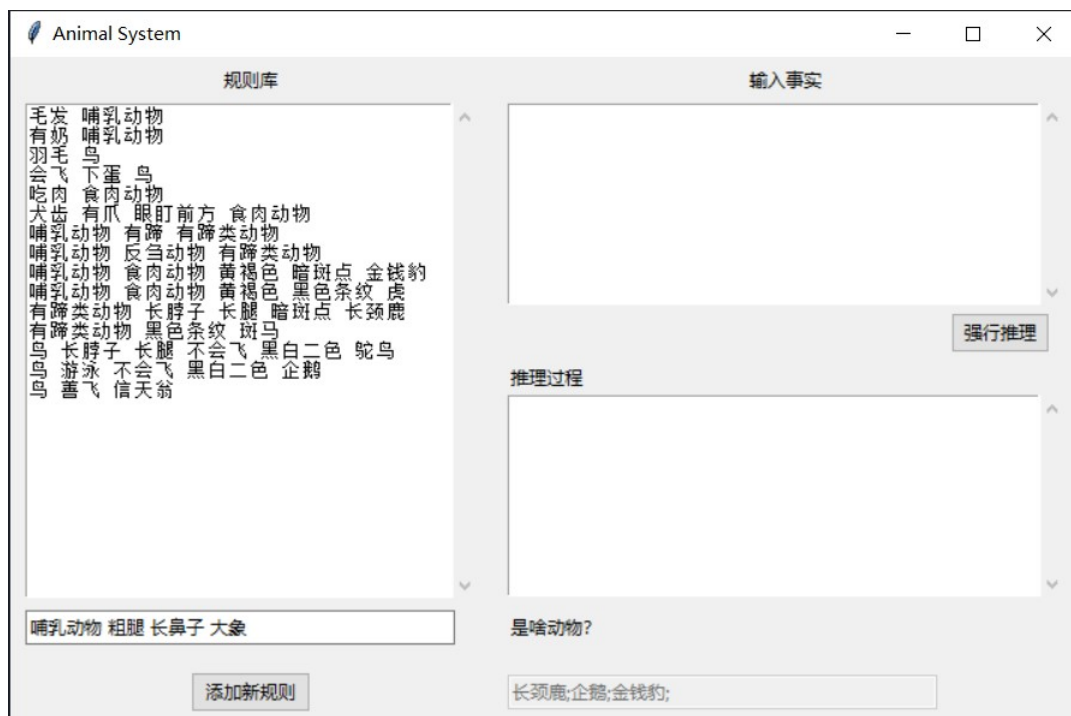 Animal System
规则库
毛发 哺乳动物
有奶 哺乳动物
羽毛 鸟
会飞 下蛋 鸟
吃肉 食肉动物
犬齿 有爪 眼盯前方 食肉动物
哺乳动物 有蹄 有蹄类动物
哺乳动物 反刍动物 有蹄类动物
哺乳动物 食肉动物 黄褐色 暗斑点 金钱豹
哺乳动物 食肉动物 黄褐色 黑色条纹 虎
有蹄类动物 长脖子 长腿 暗斑点 长颈鹿
有蹄类动物 黑色条纹 斑马
鸟 长脖子 长腿 不会飞 黑白二色 鸵鸟
鸟 游泳 不会飞 黑白二色 企鹅
鸟 善飞 信天翁
哺乳动物 粗腿 长鼻子 大象
添加新规则
输入事实
强行推理
推理过程
是啥动物?
长颈鹿;企鹅;金钱豹;